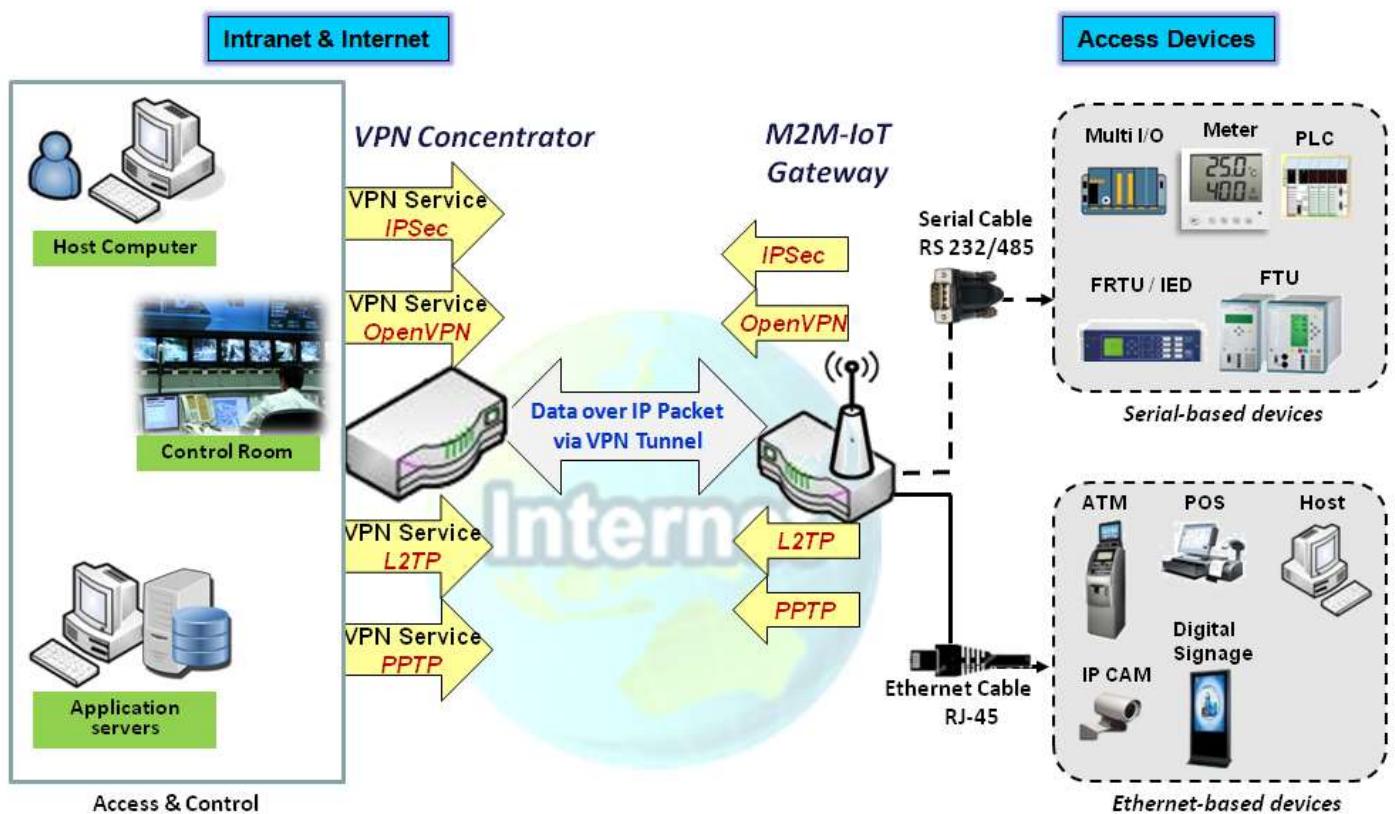 Intranet & Internet
Access Devices
VPN Concentrator
M2M-IoT
Gateway
Host Computer
Control Room
Application
servers
Access & Control
VPN Service
IPSec
VPN Service
OpenVPN
VPN Service
L2TP
VPN Service
PPTP
Data over IP Packet
via VPN Tunnel
Internet
IPSec
OpenVPN
L2TP
PPTP
Serial Cable
RS 232/485
Ethernet Cable
RJ-45
Multi I/O
Meter
25.0 °C
40.0
PLC
FRTU / IED
FTU
Serial-based devices
ATM
POS
Host
IP CAM
Digital
Signage
Ethernet-based devices